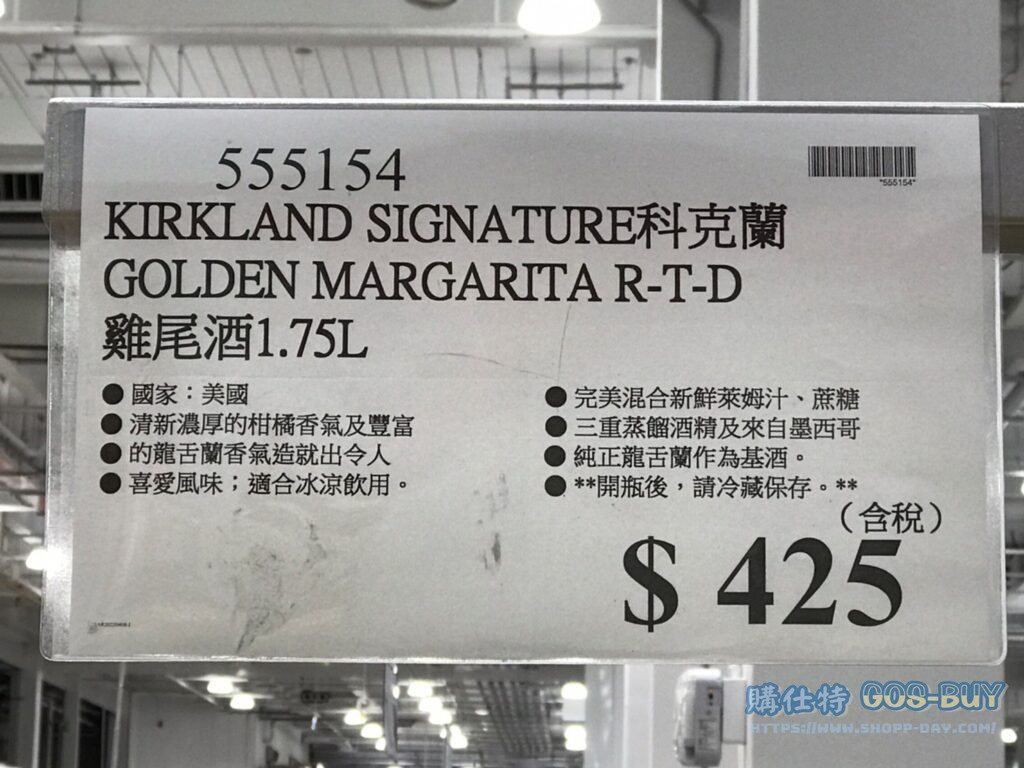 555154
"555154"
KIRKLAND SIGNATURE科克蘭
GOLDEN MARGARITA R-T-D
雞尾酒1.75L
● 國家：美國
● 清新濃厚的柑橘香氣及豐富
● 的龍舌蘭香氣造就出令人
● 喜愛風味；適合冰涼飲用。
● 完美混合新鮮萊姆汁、蔗糖
● 三重蒸餾酒精及來自墨西哥
● 純正龍舌蘭作為基酒。
● **開瓶後，請冷藏保存。**
（含稅）
$ 425
購仕特 GOS-BUY
HTTPS://WWW.SHOPP-DAY.COM/